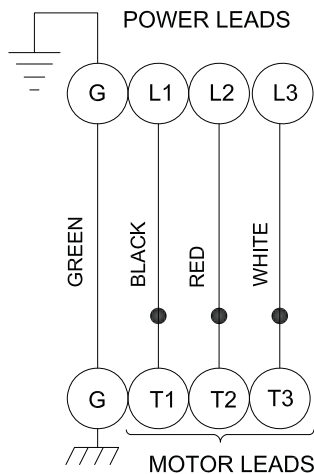 POWER LEADS
G L1 L2 L3
GREEN
BLACK
RED
WHITE
G T1 T2 T3
MOTOR LEADS